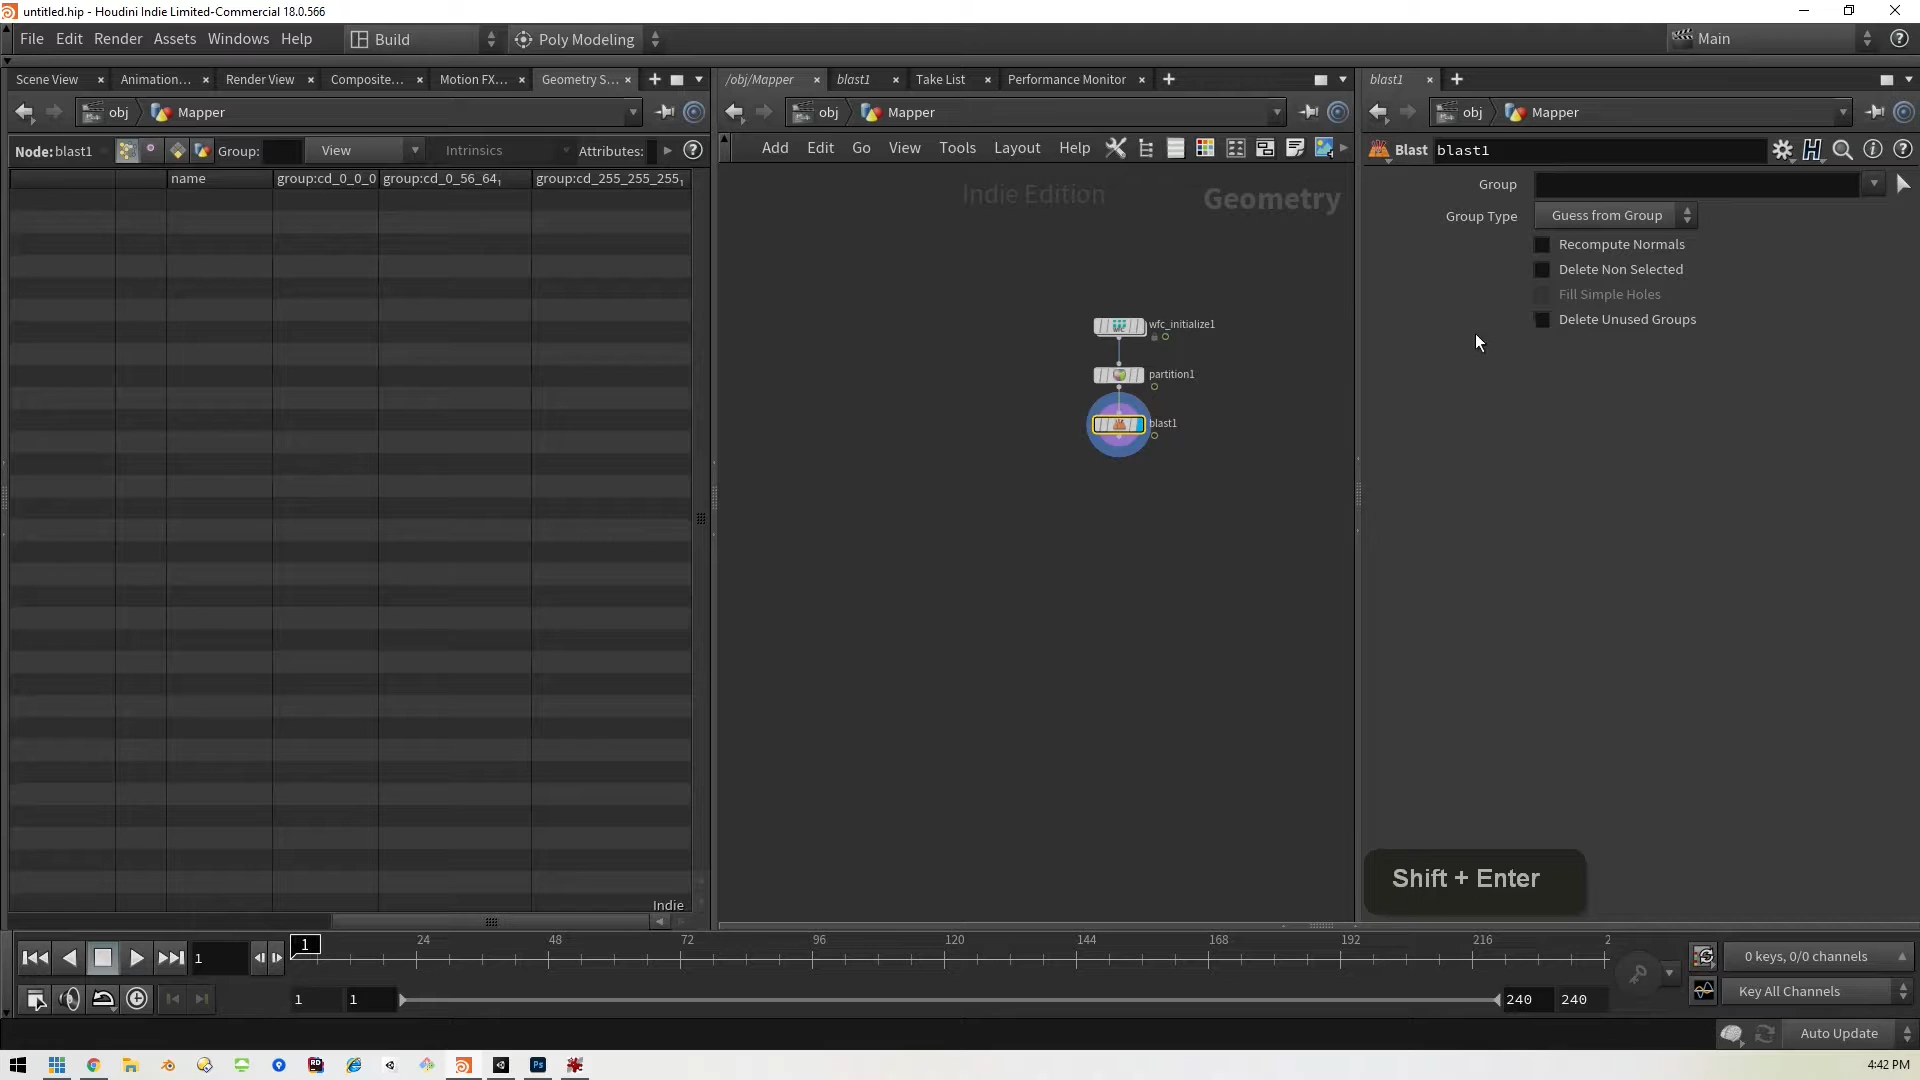 untitled.hip - Houdini Indie Limited-Commercial 18.0.566
File Edit Render Assets Windows Help Build Poly Modeling Main
Scene View Animation... Render View Composite... Motion FX... Geometry S...
obj Mapper
Node: blast1 Group: View Intrinsics Attributes:
name group:cd_0_0_0 group:cd_0_56_64 group:cd_255_255_255
Indie
/obj/Mapper blast1 Take List Performance Monitor
obj Mapper
Add Edit Go View Tools Layout Help
Indie Edition Geometry
wfc_initialize1
partition1
blast1
blast1
obj Mapper
Blast blast1
Group
Group Type Guess from Group
Recompute Normals
Delete Non Selected
Fill Simple Holes
Delete Unused Groups
Shift + Enter
1 1 24 48 72 96 120 144 168 192 216 2
0 keys, 0/0 channels
1 1 240 240
Key All Channels
Auto Update
4:42 PM